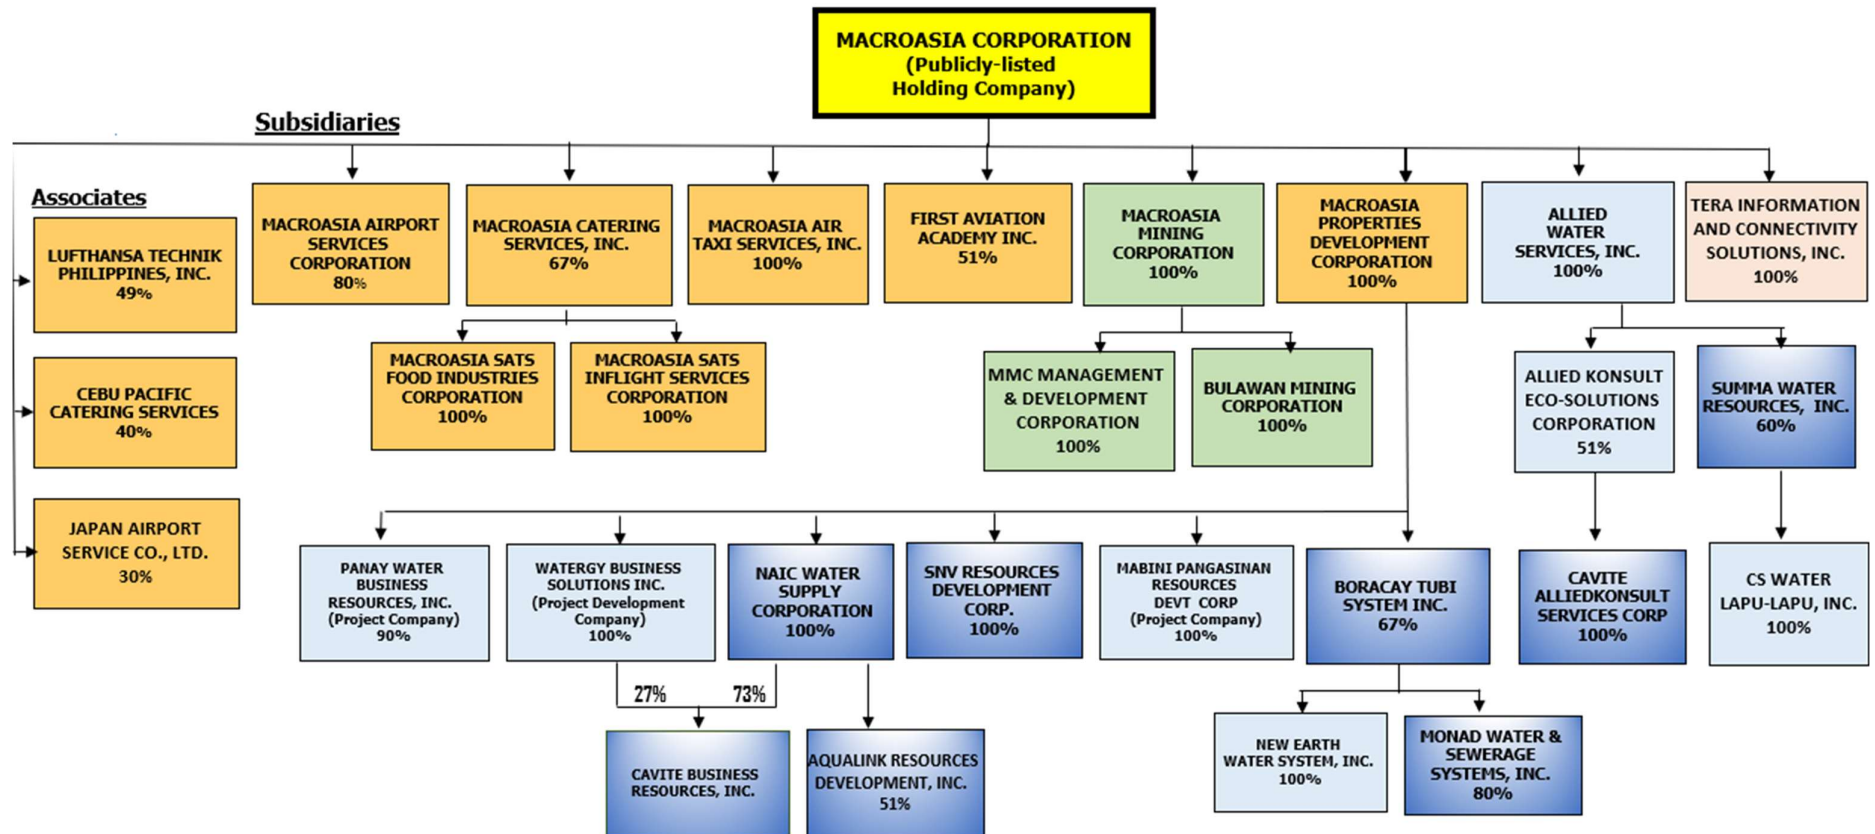 MACROASIA CORPORATION
(Publicly-listed
Holding Company)
Subsidiaries
Associates
LUFTHANSA TECHNIK
PHILIPPINES, INC.
49%
CEBU PACIFIC
CATERING SERVICES
40%
JAPAN AIRPORT
SERVICE CO., LTD.
30%
MACROASIA AIRPORT
SERVICES
CORPORATION
80%
MACROASIA CATERING
SERVICES, INC.
67%
MACROASIA AIR
TAXI SERVICES, INC.
100%
FIRST AVIATION
ACADEMY INC.
51%
MACROASIA
MINING
CORPORATION
100%
MACROASIA
PROPERTIES
DEVELOPMENT
CORPORATION
100%
ALLIED
WATER
SERVICES, INC.
100%
TERA INFORMATION
AND CONNECTIVITY
SOLUTIONS, INC.
100%
MACROASIA SATS
FOOD INDUSTRIES
CORPORATION
100%
MACROASIA SATS
INFLIGHT SERVICES
CORPORATION
100%
MMC MANAGEMENT
& DEVELOPMENT
CORPORATION
100%
BULAWAN MINING
CORPORATION
100%
ALLIED KONSULT
ECO-SOLUTIONS
CORPORATION
51%
SUMMA WATER
RESOURCES, INC.
60%
PANAY WATER
BUSINESS
RESOURCES, INC.
(Project Company)
90%
WATERGY BUSINESS
SOLUTIONS INC.
(Project Development
Company)
100%
NAIC WATER
SUPPLY
CORPORATION
100%
SNV RESOURCES
DEVELOPMENT
CORP.
100%
MABINI PANGASINAN
RESOURCES
DEVT CORP
(Project Company)
100%
BORACAY TUBI
SYSTEM INC.
67%
CAVITE
ALLIEDKONSULT
SERVICES CORP
100%
CS WATER
LAPU-LAPU, INC.
100%
27%
73%
CAVITE BUSINESS
RESOURCES, INC.
AQUALINK RESOURCES
DEVELOPMENT, INC.
51%
NEW EARTH
WATER SYSTEM, INC.
100%
MONAD WATER &
SEWERAGE
SYSTEMS, INC.
80%